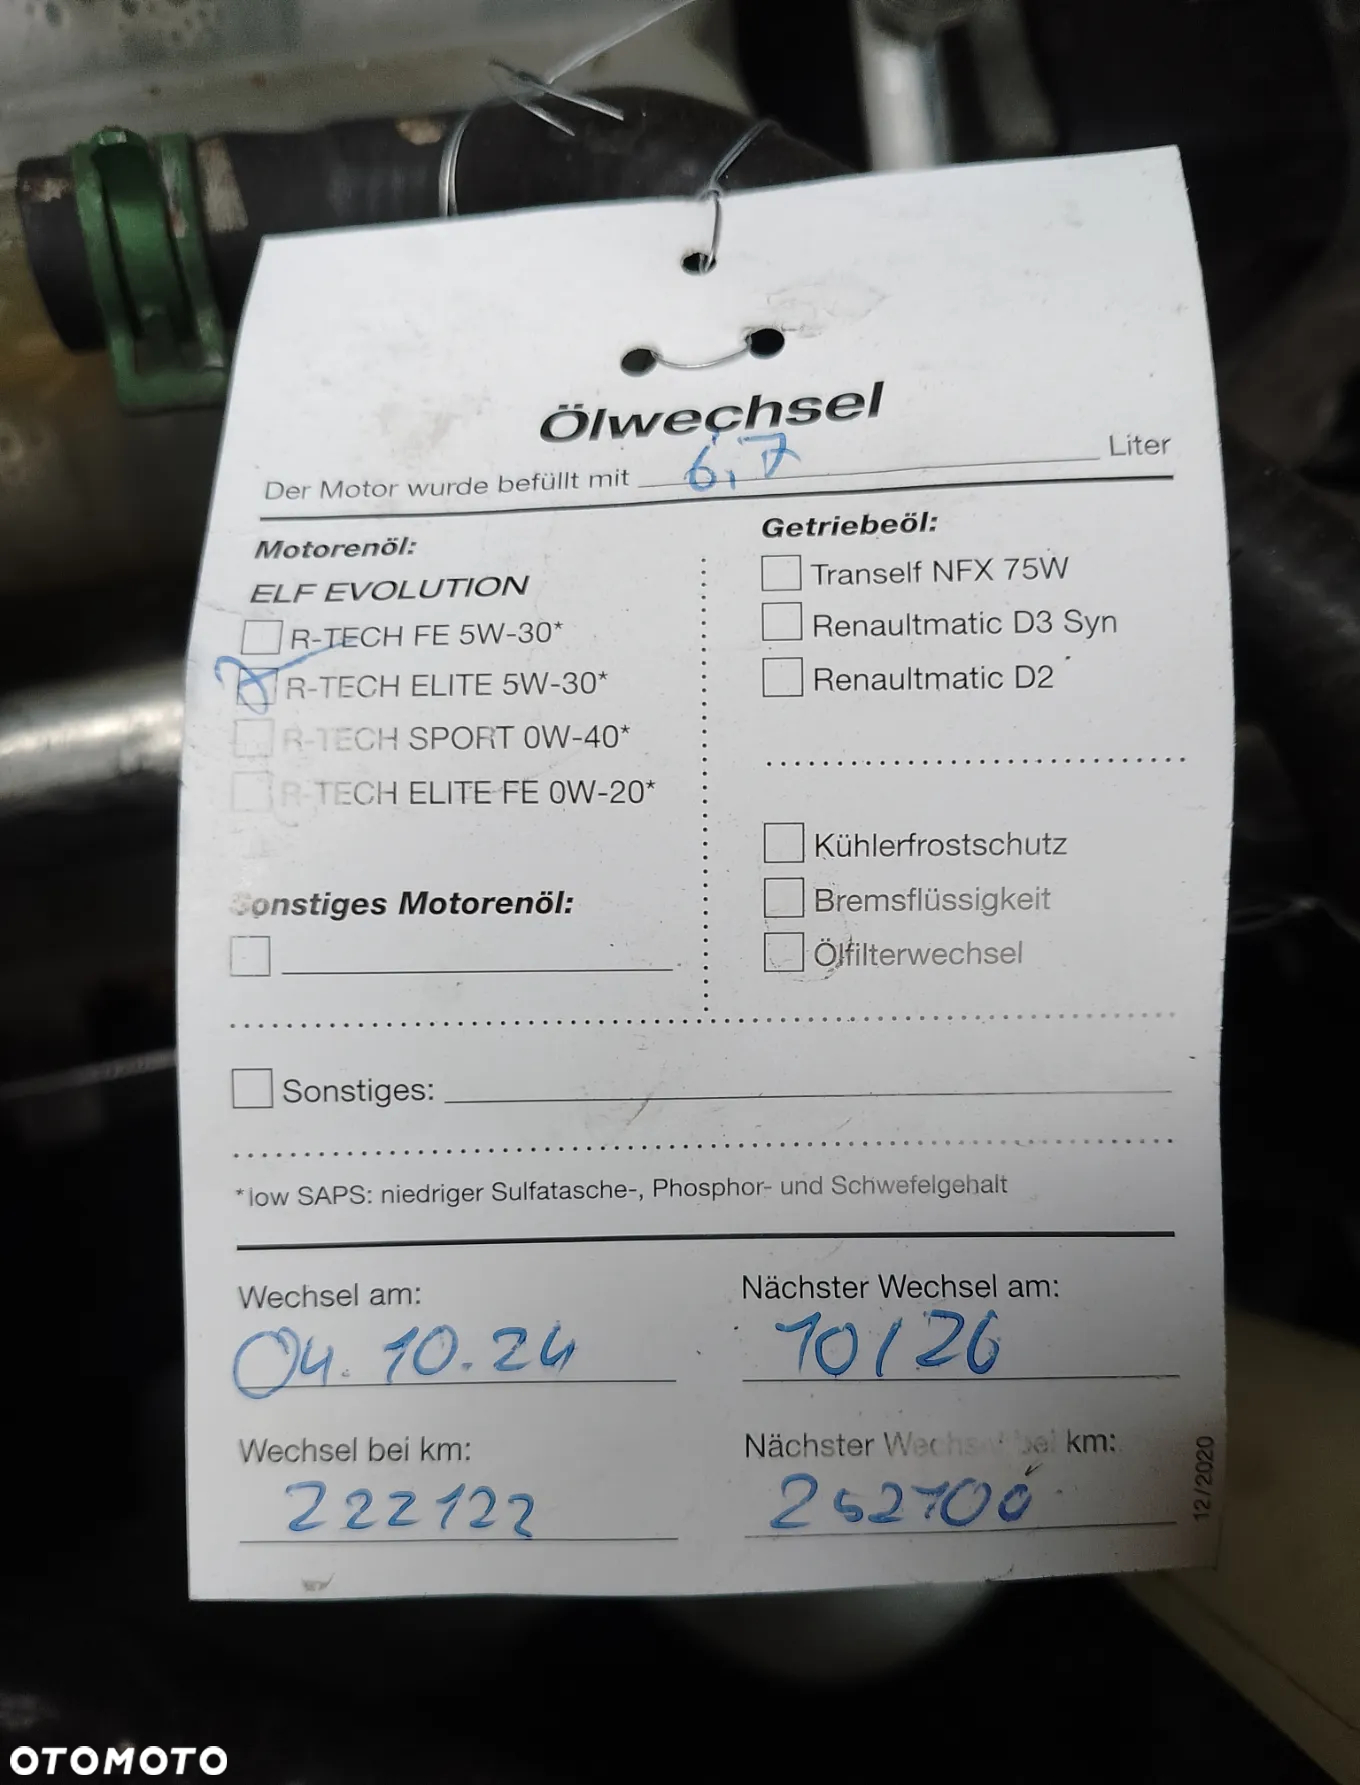 Ölwechsel
Der Motor wurde befüllt mit 6,7 Liter
Motorenöl:
ELF EVOLUTION
R-TECH FE 5W-30*
R-TECH ELITE 5W-30*
R-TECH SPORT 0W-40*
R-TECH ELITE FE 0W-20*
Sonstiges Motorenöl:
Getriebeöl:
Tranself NFX 75W
Renaultmatic D3 Syn
Renaultmatic D2
Kühlerfrostschutz
Bremsflüssigkeit
Ölfilterwechsel
Sonstiges:
*low SAPS: niedriger Sulfatasche-, Phosphor- und Schwefelgehalt
Wechsel am:
04.10.24
Nächster Wechsel am:
10/26
Wechsel bei km:
222122
Nächster Wechsel bei km:
252100
12/2020
OTOMOTO